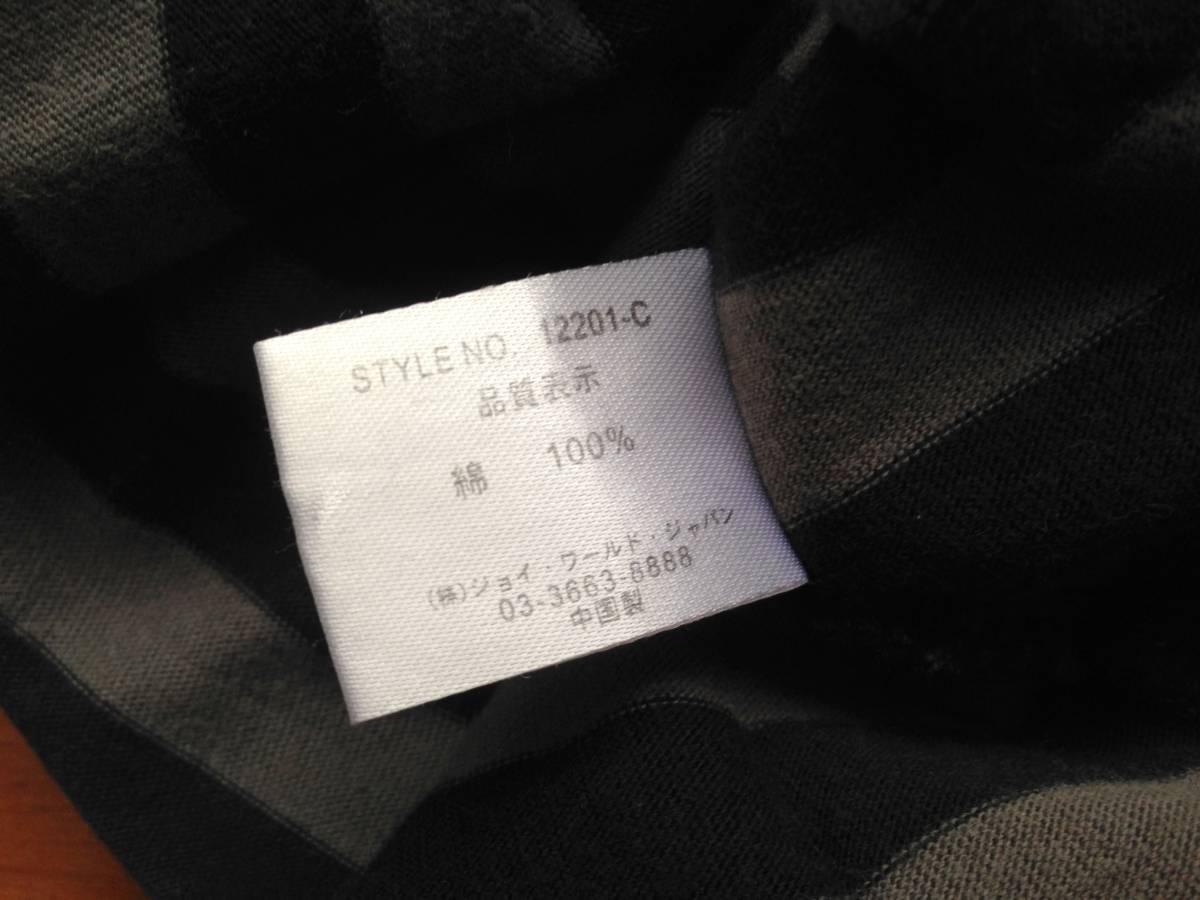 STYLE NO. 12201-C
品質表示
綿 100%
(株)ジョイ・ワールド・ジャパン
03-3663-8888
中国製